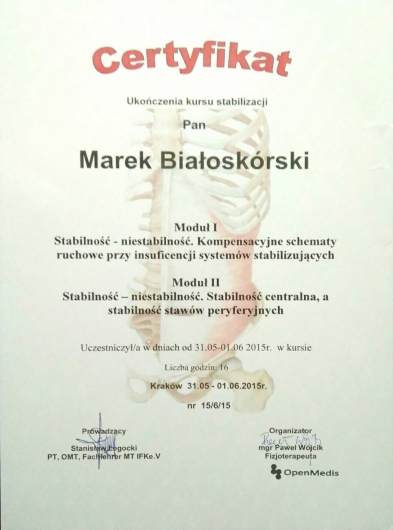 Certyfikat
Ukończenia kursu stabilizacji
Pan
Marek Białoskórski
Moduł I
Stabilność - niestabilność. Kompensacyjne schematy
ruchowe przy insuficencji systemów stabilizujących
Moduł II
Stabilność – niestabilność. Stabilność centralna, a
stabilność stawów peryferyjnych
Uczestniczył/a w dniach od 31.05-01.06 2015r. w kursie
Liczba godzin: 16
Kraków 31.05 - 01.06.2015r.
nr 15/6/15
Prowadzący
Stanisław Łegocki
PT, OMT, Fachlehrer MT IFKe.V
Organizator
mgr Paweł Wójcik
Fizjoterapeuta
OpenMedis